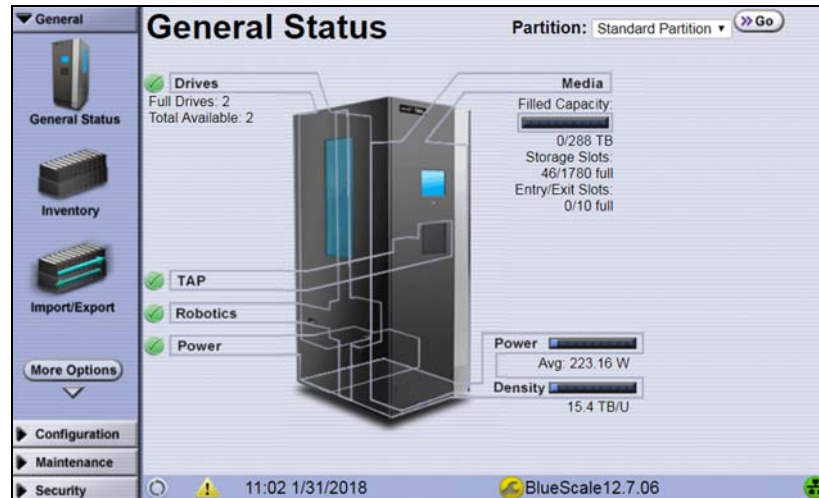 General
General Status
Partition: Standard Partition
Go
General Status
Inventory
Import/Export
More Options
Configuration
Maintenance
Security
Drives
Full Drives: 2
Total Available: 2
TAP
Robotics
Power
Media
Filled Capacity:
0/288 TB
Storage Slots:
46/1780 full
Entry/Exit Slots:
0/10 full
Power
Avg: 223.16 W
Density
15.4 TB/U
11:02 1/31/2018
BlueScale12.7.06